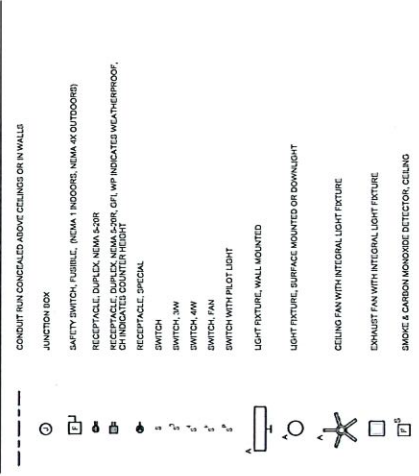 CONDUIT RUN CONCEALED ABOVE CEILINGS OR IN WALLS
J JUNCTION BOX
F SAFETY SWITCH, FUSIBLE, (NEMA 1 INDOORS, NEMA 4X OUTDOORS)
RECEPTACLE, DUPLEX, NEMA 5-20R
RECEPTACLE, DUPLEX, NEMA 5-20R, GFI, WP INDICATES WEATHERPROOF,
CH INDICATES COUNTER HEIGHT
RECEPTACLE, SPECIAL
S SWITCH
S SWITCH, 3W
S SWITCH, 4W
S SWITCH, FAN
S SWITCH WITH PILOT LIGHT
A LIGHT FIXTURE, WALL MOUNTED
A LIGHT FIXTURE, SURFACE MOUNTED OR DOWNLIGHT
A CEILING FAN WITH INTEGRAL LIGHT FIXTURE
EXHAUST FAN WITH INTEGRAL LIGHT FIXTURE
F S SMOKE & CARBON MONOXIDE DETECTOR, CEILING